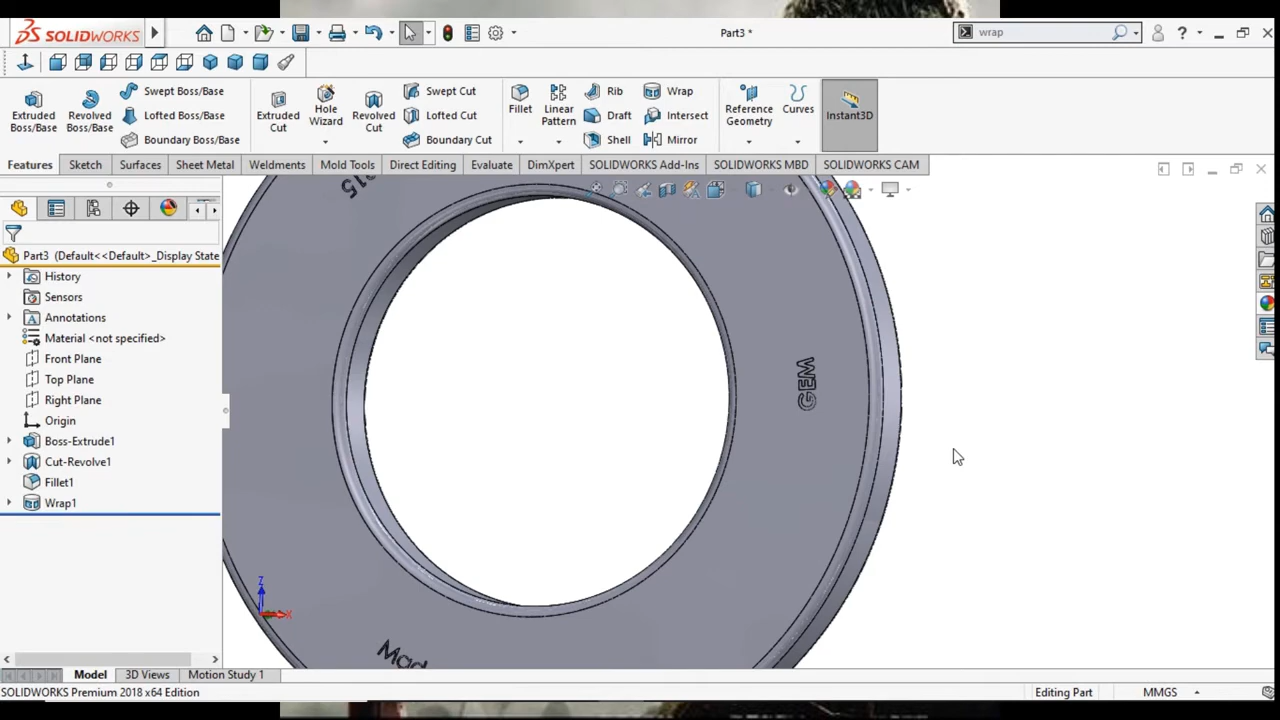 SOLIDWORKS
Part3 *
wrap
Extruded Boss/Base
Revolved Boss/Base
Swept Boss/Base
Lofted Boss/Base
Boundary Boss/Base
Extruded Cut
Hole Wizard
Revolved Cut
Swept Cut
Lofted Cut
Boundary Cut
Fillet
Linear Pattern
Rib
Draft
Shell
Wrap
Intersect
Mirror
Reference Geometry
Curves
Instant3D
Features Sketch Surfaces Sheet Metal Weldments Mold Tools Direct Editing Evaluate DimXpert SOLIDWORKS Add-Ins SOLIDWORKS MBD SOLIDWORKS CAM
Part3 (Default<<Default>_Display State
History
Sensors
Annotations
Material <not specified>
Front Plane
Top Plane
Right Plane
Origin
Boss-Extrude1
Cut-Revolve1
Fillet1
Wrap1
GEM
Z
X
Model 3D Views Motion Study 1
SOLIDWORKS Premium 2018 x64 Edition
Editing Part
MMGS